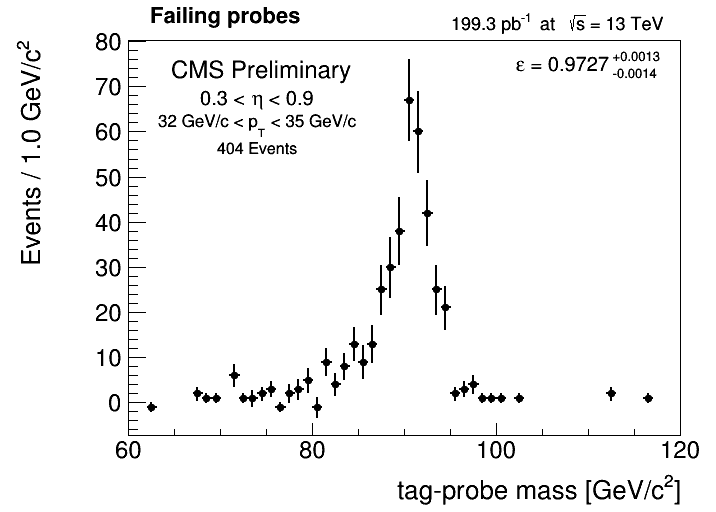 Failing probes
199.3 pb⁻¹ at √s = 13 TeV
CMS Preliminary
0.3 < η < 0.9
32 GeV/c < p_T < 35 GeV/c
404 Events
ε = 0.9727 +0.0013 -0.0014
Events / 1.0 GeV/c²
80
70
60
50
40
30
20
10
0
60 80 100 120
tag-probe mass [GeV/c²]